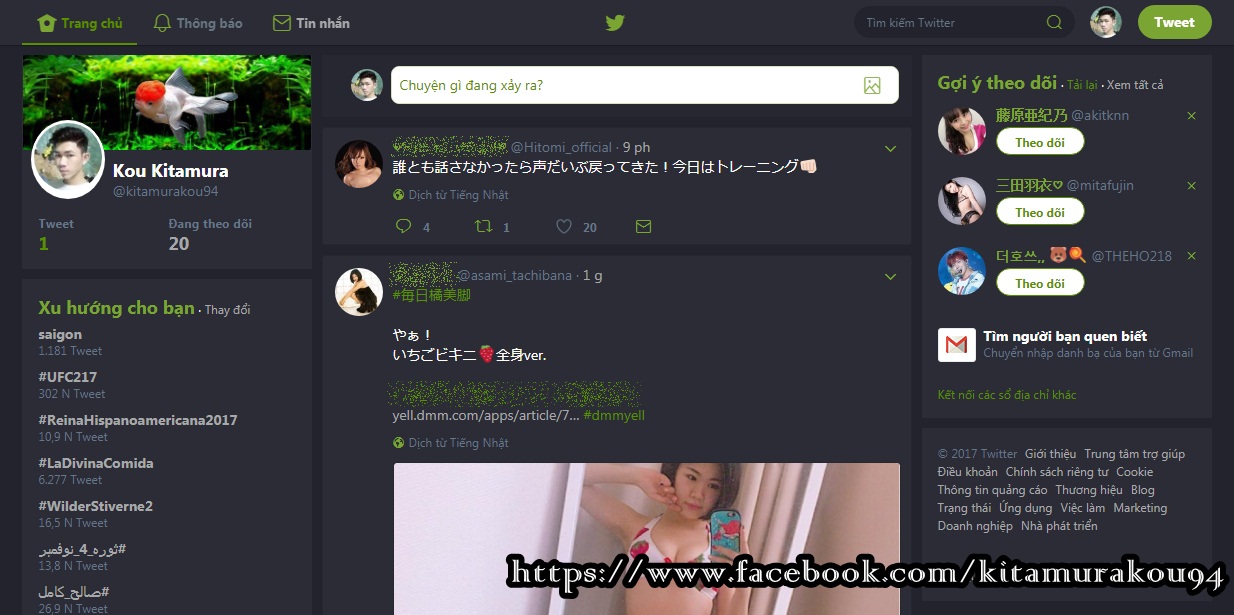 Trang chủ
Thông báo
Tin nhắn
Tìm kiếm Twitter
Tweet
Kou Kitamura
@kitamurakou94
Tweet
Đang theo dõi
1
20
Xu hướng cho bạn · Thay đổi
saigon
1.181 Tweet
#UFC217
302 N Tweet
#ReinaHispanoamericana2017
10,9 N Tweet
#LaDivinaComida
6.277 Tweet
#WilderStiverne2
16,5 N Tweet
#ثوره_4_نوفمبر
13,8 N Tweet
#صالح_كامل
26,9 N Tweet
Chuyện gì đang xảy ra?
@Hitomi_official · 9 ph
誰とも話さなかったら声だいぶ戻ってきた！今日はトレーニング👊🏻
Dịch từ Tiếng Nhật
4
1
20
@asami_tachibana · 1 g
#毎日橘美脚
やぁ！
いちごビキニ🍓全身ver.
yell.dmm.com/apps/article/7... #dmmyell
Dịch từ Tiếng Nhật
Gợi ý theo dõi · Tải lại · Xem tất cả
藤原亜紀乃 @akitknn
Theo dõi
三田羽衣♡ @mitafujin
Theo dõi
더호쓰,, 🐻🍭 @THEHO218
Theo dõi
Tìm người bạn quen biết
Chuyển nhập danh bạ của bạn từ Gmail
Kết nối các sổ địa chỉ khác
© 2017 Twitter Giới thiệu Trung tâm trợ giúp
Điều khoản Chính sách riêng tư Cookie
Thông tin quảng cáo Thương hiệu Blog
Trạng thái Ứng dụng Việc làm Marketing
Doanh nghiệp Nhà phát triển
https://www.facebook.com/kitamurakou94